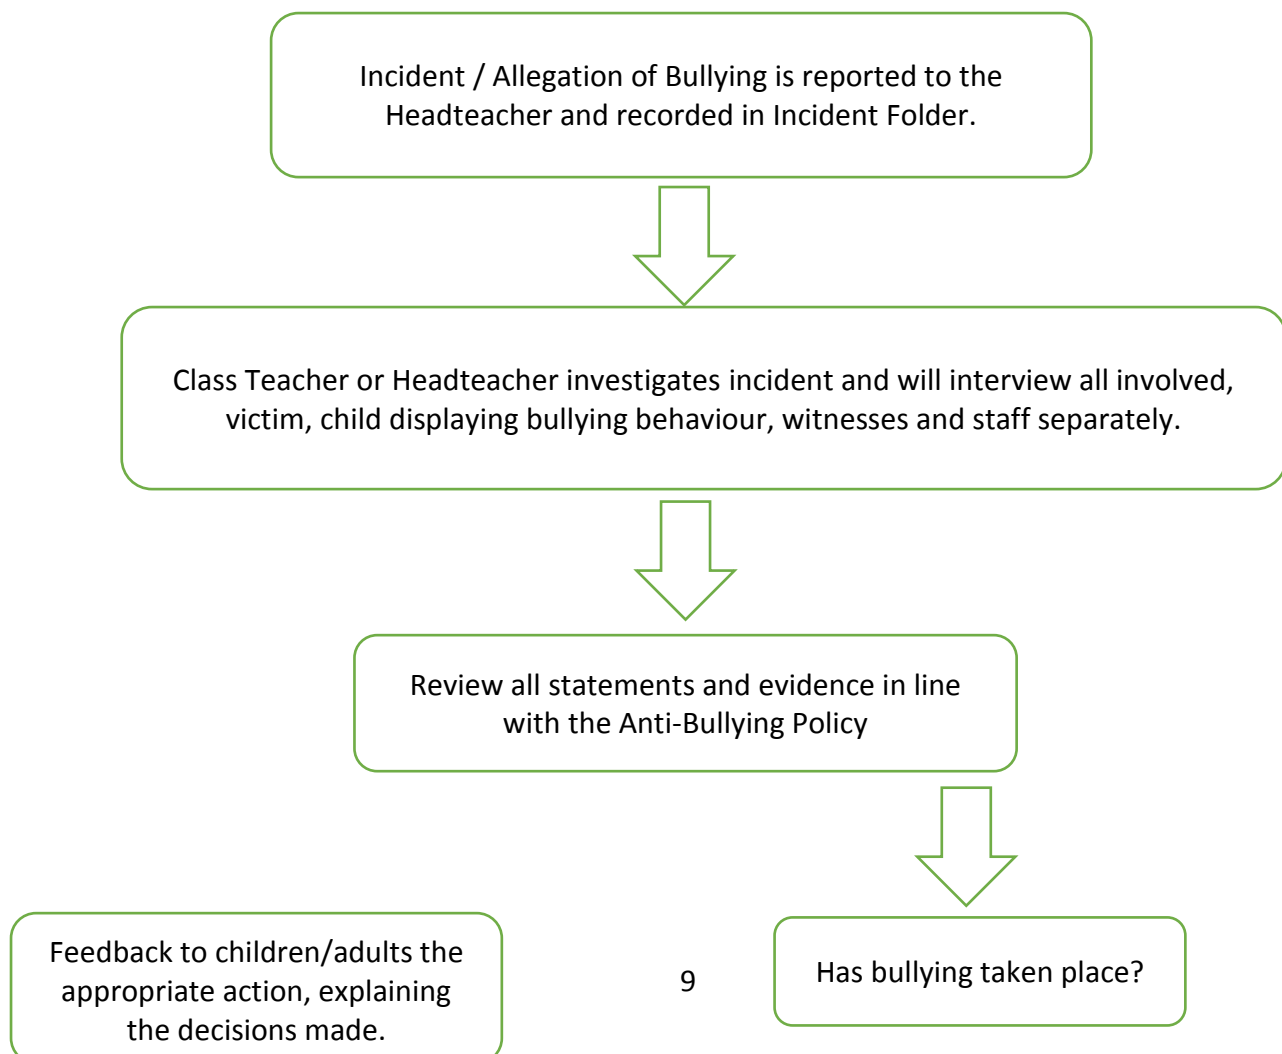 Incident / Allegation of Bullying is reported to the
Headteacher and recorded in Incident Folder.
Class Teacher or Headteacher investigates incident and will interview all involved,
victim, child displaying bullying behaviour, witnesses and staff separately.
Review all statements and evidence in line
with the Anti-Bullying Policy
Feedback to children/adults the
appropriate action, explaining
the decisions made.
9
Has bullying taken place?